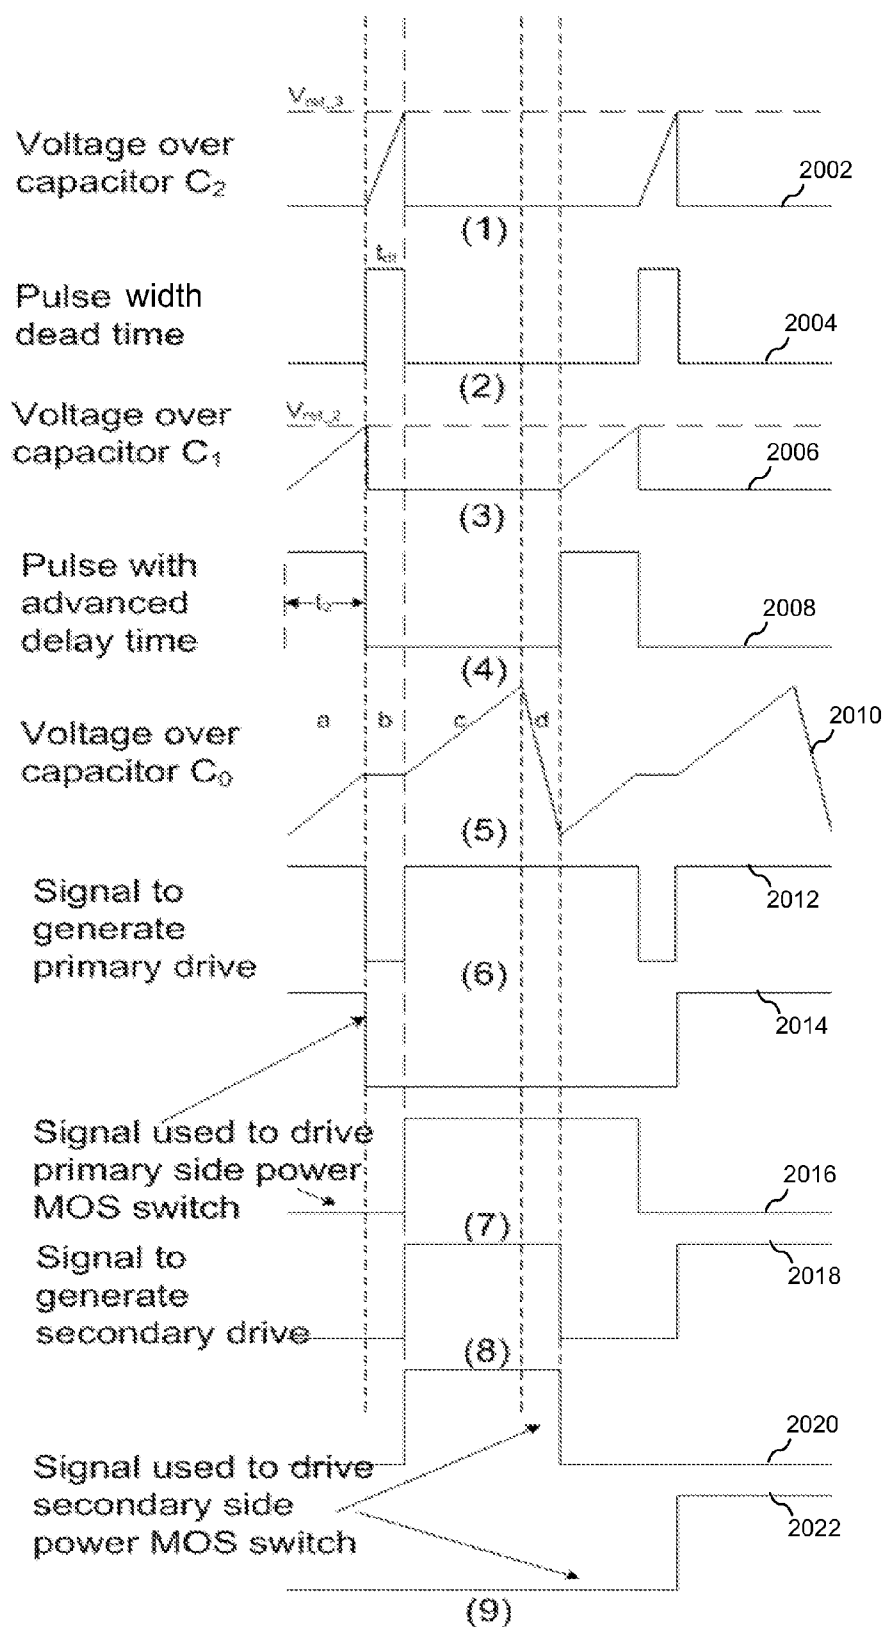 V_ref_3
Voltage over
capacitor C₂
2002
(1)
Pulse width
dead time
2004
(2)
Voltage over
capacitor C₁
V_ref_2
2006
(3)
Pulse with
advanced
delay time
2008
(4)
a b c d
2010
Voltage over
capacitor C₀
(5)
Signal to
generate
primary drive
2012
(6)
2014
Signal used to drive
primary side power
MOS switch
2016
(7)
Signal to
generate
secondary drive
2018
(8)
2020
Signal used to drive
secondary side
power MOS switch
2022
(9)